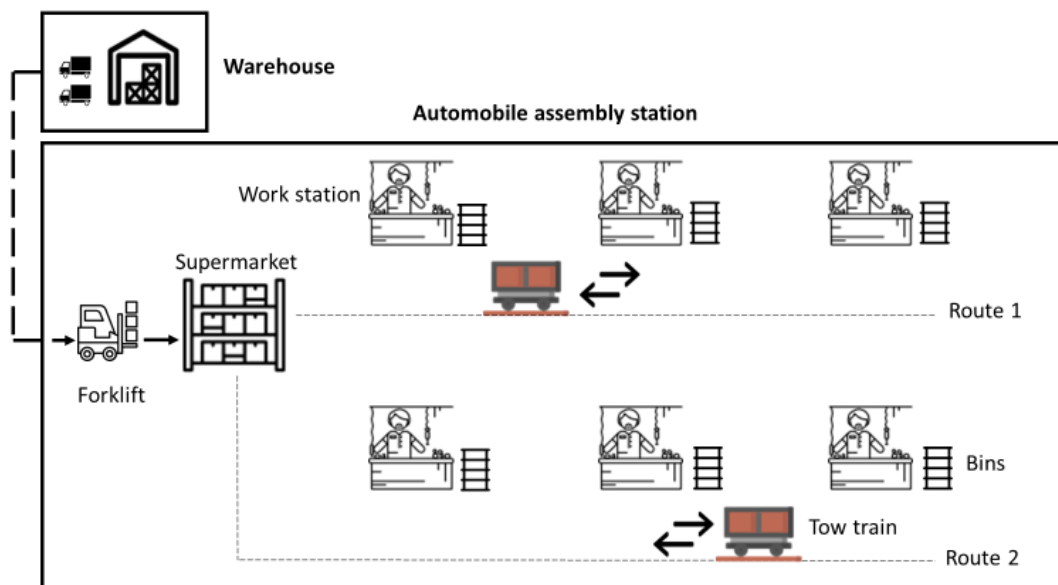 Warehouse
Automobile assembly station
Work station
Supermarket
Route 1
Forklift
Bins
Tow train
Route 2